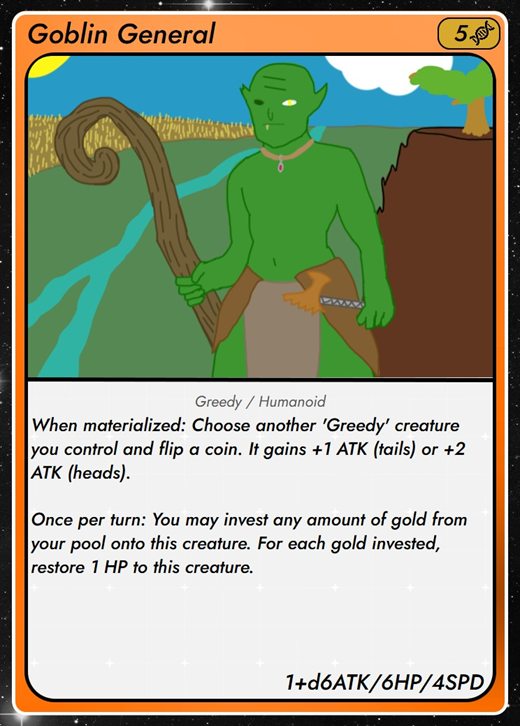 Goblin General
5
Greedy / Humanoid
When materialized: Choose another 'Greedy' creature
you control and flip a coin. It gains +1 ATK (tails) or +2
ATK (heads).
Once per turn: You may invest any amount of gold from
your pool onto this creature. For each gold invested,
restore 1 HP to this creature.
1+d6ATK/6HP/4SPD